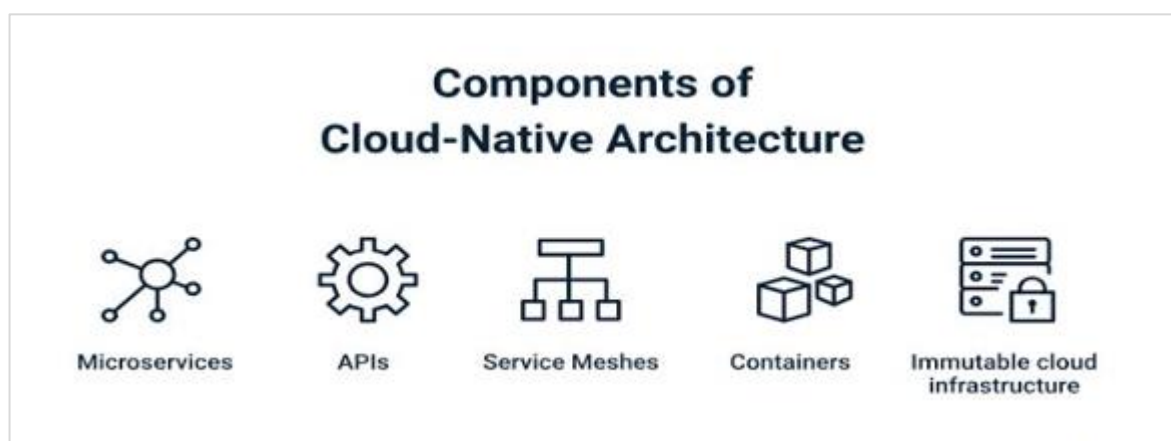 Components of
Cloud-Native Architecture
Microservices
APIs
Service Meshes
Containers
Immutable cloud
infrastructure